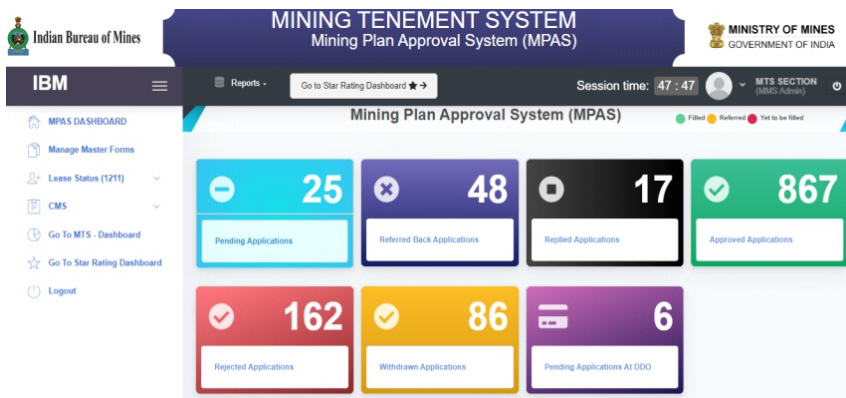 Indian Bureau of Mines
MINING TENEMENT SYSTEM
Mining Plan Approval System (MPAS)
MINISTRY OF MINES
GOVERNMENT OF INDIA
IBM
Reports -
Go to Star Rating Dashboard ★ →
Session time: 47 : 47
MTS SECTION
(MMS Admin)
MPAS DASHBOARD
Manage Master Forms
Lease Status (1211)
CMS
Go To MTS - Dashboard
Go To Star Rating Dashboard
Logout
Mining Plan Approval System (MPAS)
Filled Referred Yet to be filled
25
Pending Applications
48
Referred Back Applications
17
Replied Applications
867
Approved Applications
162
Rejected Applications
86
Withdrawn Applications
6
Pending Applications At DDO